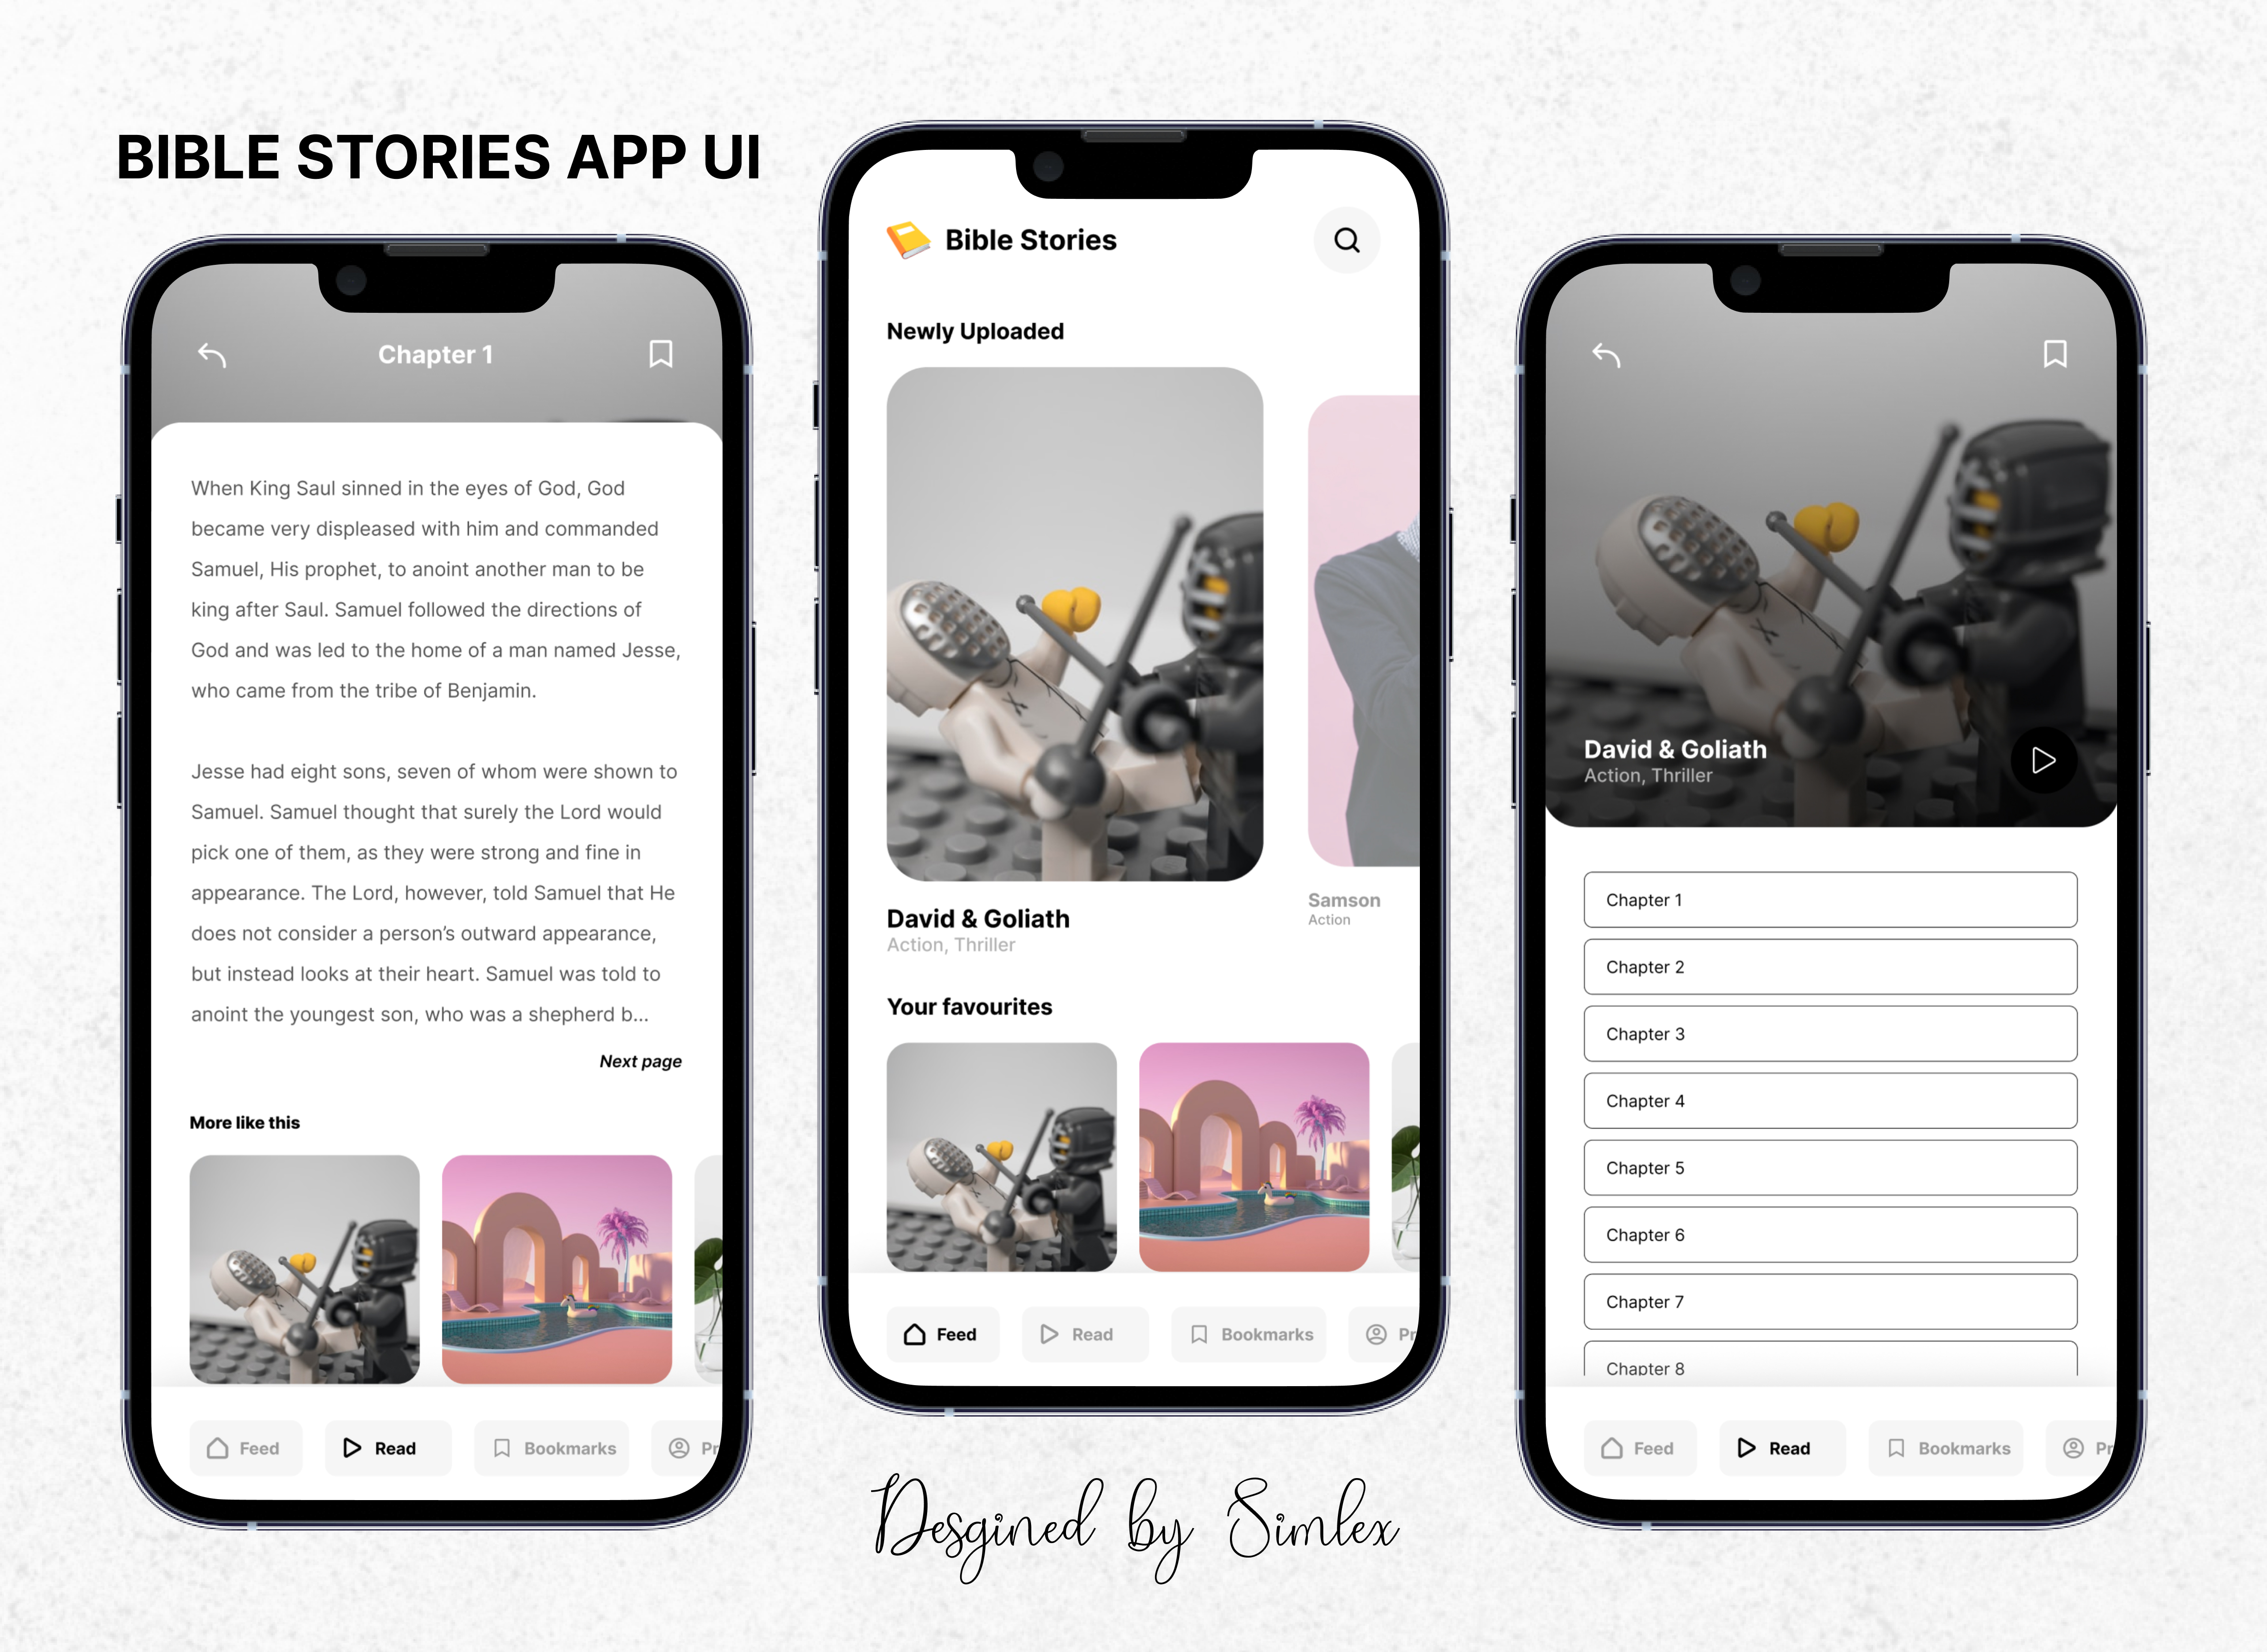 BIBLE STORIES APP UI
Chapter 1
When King Saul sinned in the eyes of God, God
became very displeased with him and commanded
Samuel, His prophet, to anoint another man to be
king after Saul. Samuel followed the directions of
God and was led to the home of a man named Jesse,
who came from the tribe of Benjamin.
Jesse had eight sons, seven of whom were shown to
Samuel. Samuel thought that surely the Lord would
pick one of them, as they were strong and fine in
appearance. The Lord, however, told Samuel that He
does not consider a person’s outward appearance,
but instead looks at their heart. Samuel was told to
anoint the youngest son, who was a shepherd b...
Next page
More like this
Feed
Read
Bookmarks
Pr
Bible Stories
Newly Uploaded
David & Goliath
Action, Thriller
Samson
Action
Your favourites
Feed
Read
Bookmarks
Pr
David & Goliath
Action, Thriller
Chapter 1
Chapter 2
Chapter 3
Chapter 4
Chapter 5
Chapter 6
Chapter 7
Chapter 8
Feed
Read
Bookmarks
Pr
Desgined by Simlex